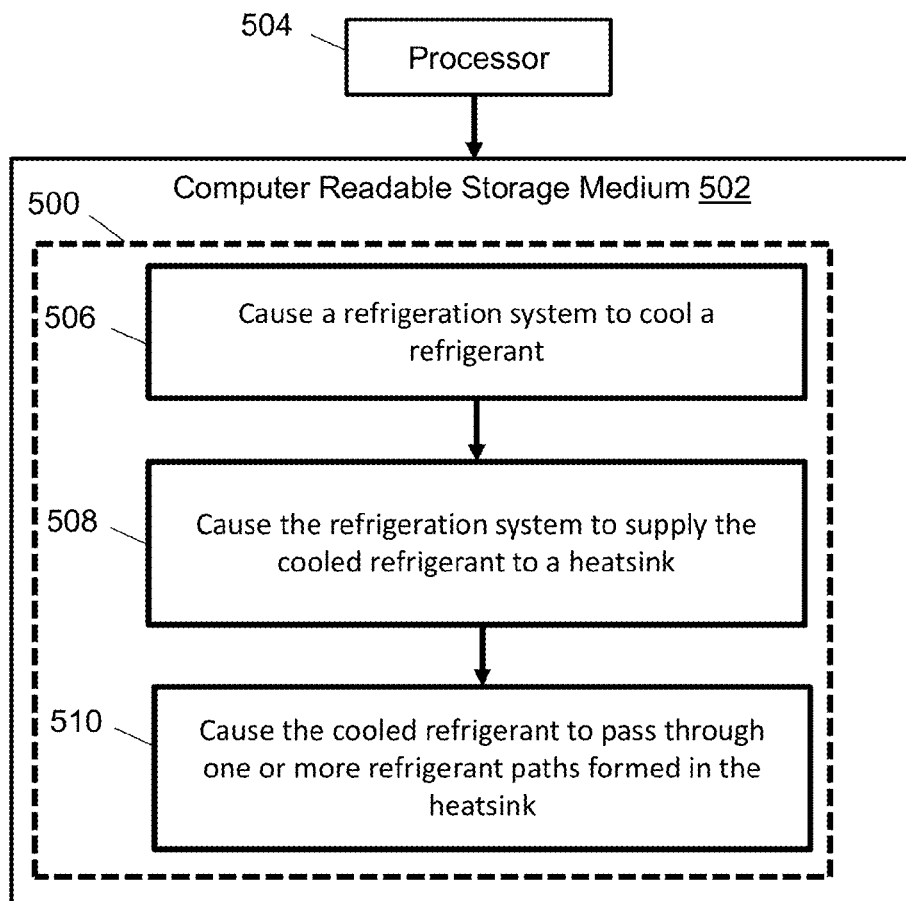 504
Processor
Computer Readable Storage Medium 502
500
506
Cause a refrigeration system to cool a
refrigerant
508
Cause the refrigeration system to supply the
cooled refrigerant to a heatsink
510
Cause the cooled refrigerant to pass through
one or more refrigerant paths formed in the
heatsink